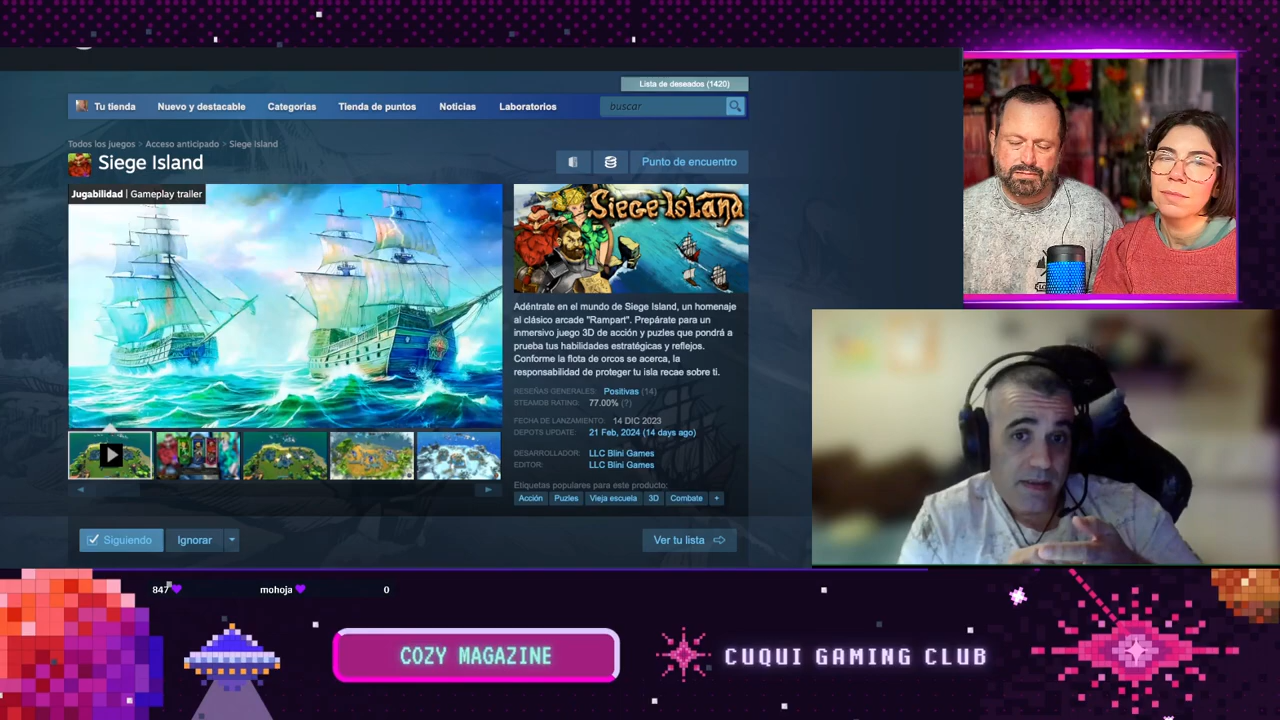 Lista de deseados (1420)
Tu tienda
Nuevo y destacable
Categorías
Tienda de puntos
Noticias
Laboratorios
buscar
Todos los juegos > Acceso anticipado > Siege Island
Siege Island
Punto de encuentro
Jugabilidad | Gameplay trailer
Siege Island
Adéntrate en el mundo de Siege Island, un homenaje
al clásico arcade "Rampart". Prepárate para un
inmersivo juego 3D de acción y puzles que pondrá a
prueba tus habilidades estratégicas y reflejos.
Conforme la flota de orcos se acerca, la
responsabilidad de proteger tu isla recae sobre ti.
RESEÑAS GENERALES: Positivas (14)
STEAMDB RATING: 77.00% (?)
FECHA DE LANZAMIENTO: 14 DIC 2023
DEPOTS UPDATE: 21 Feb, 2024 (14 days ago)
DESARROLLADOR: LLC Blini Games
EDITOR: LLC Blini Games
Etiquetas populares para este producto:
Acción
Puzles
Vieja escuela
3D
Combate
+
Siguiendo
Ignorar
Ver tu lista
847
mohoja
0
COZY MAGAZINE
CUQUI GAMING CLUB